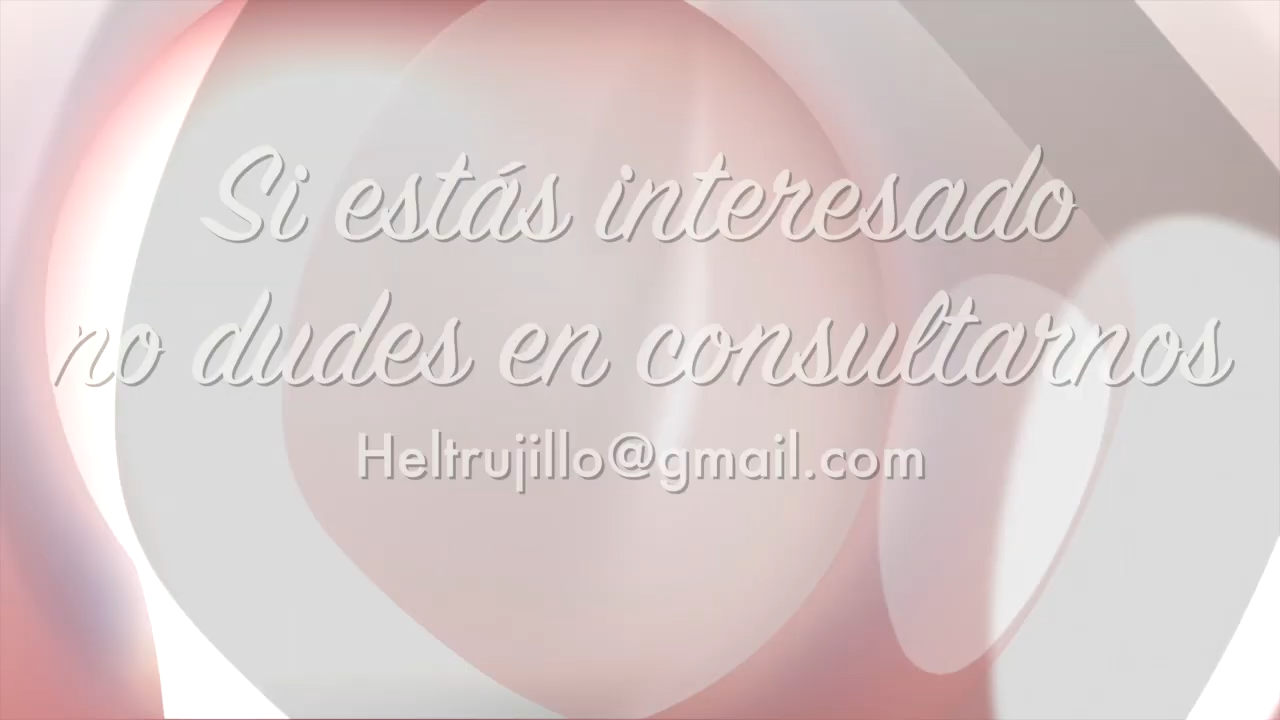 Si estás interesado
no dudes en consultarnos
Heltrujillo@gmail.com